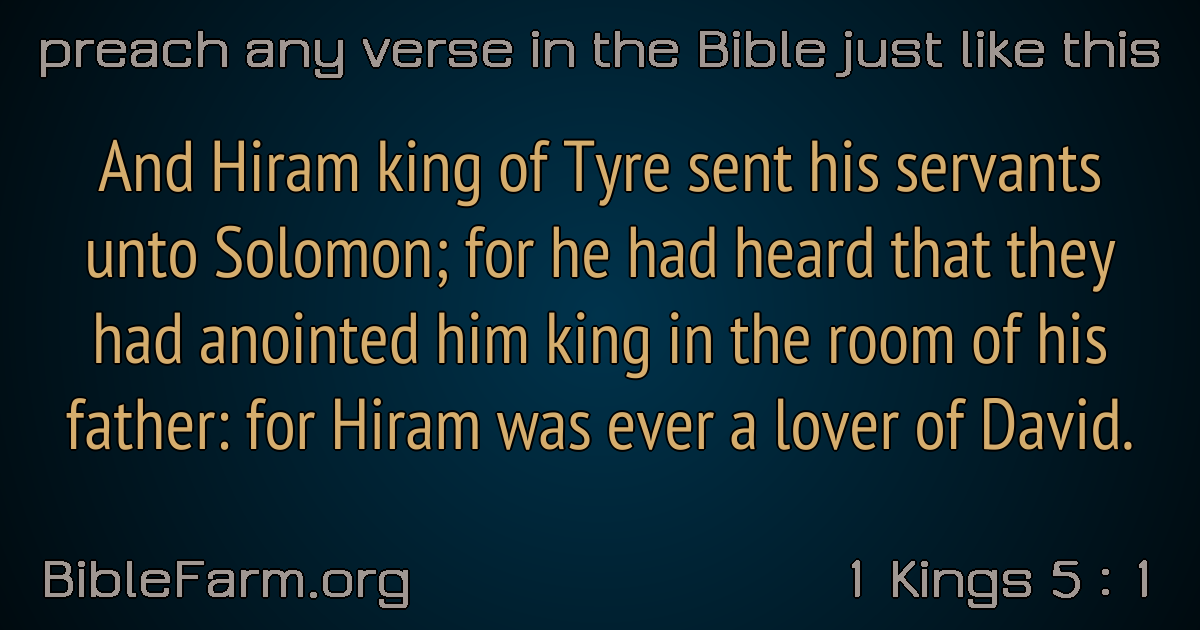 preach any verse in the Bible just like this
And Hiram king of Tyre sent his servants
unto Solomon; for he had heard that they
had anointed him king in the room of his
father: for Hiram was ever a lover of David.
BibleFarm.org
1 Kings 5 : 1